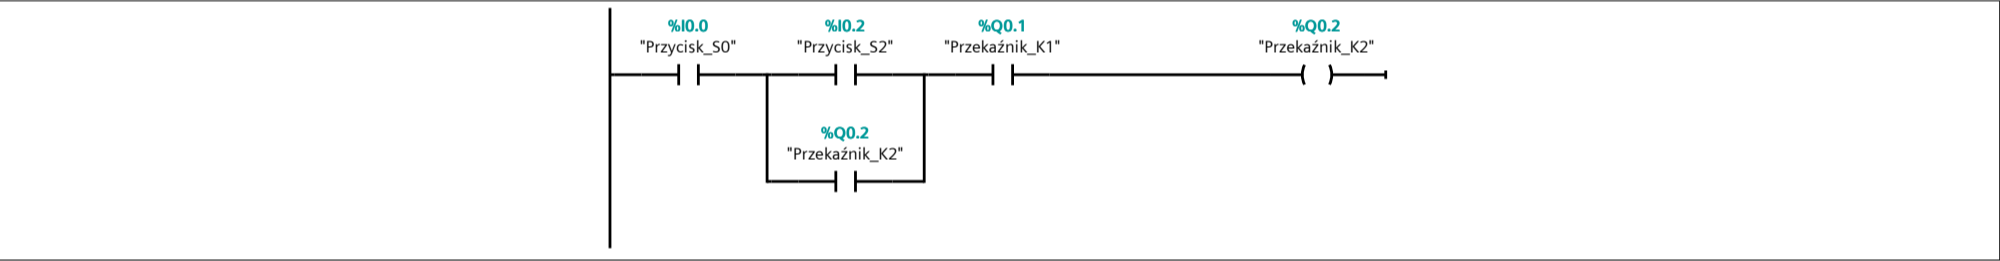 %I0.0 %I0.2 %Q0.1 %Q0.2
"Przycisk_S0" "Przycisk_S2" "Przekaźnik_K1" "Przekaźnik_K2"
%Q0.2
"Przekaźnik_K2"